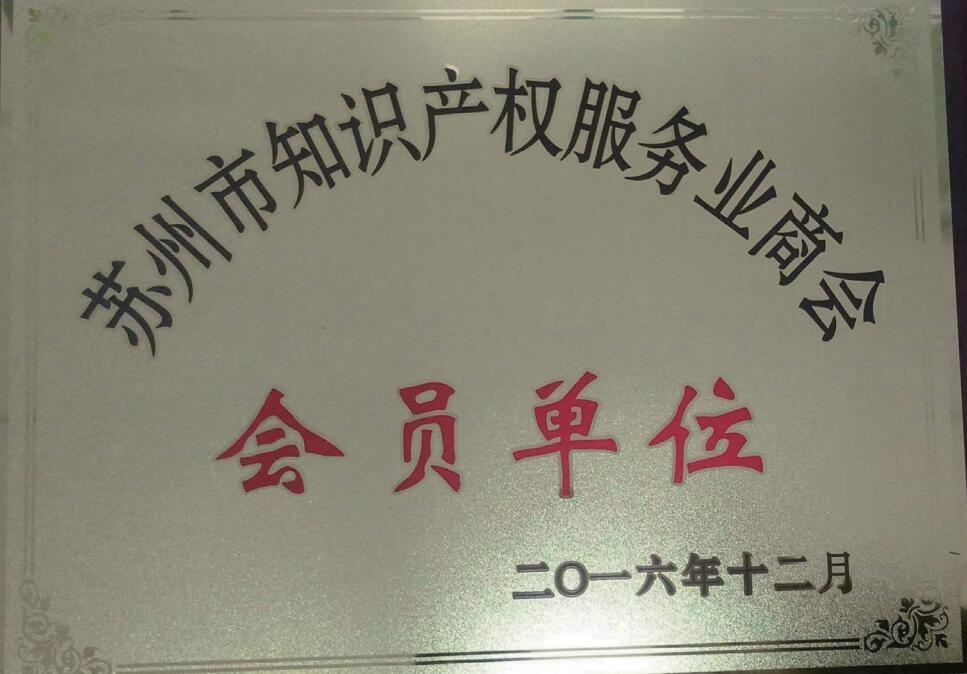 苏州市知识产权服务业商会
会员单位
二〇一六年十二月